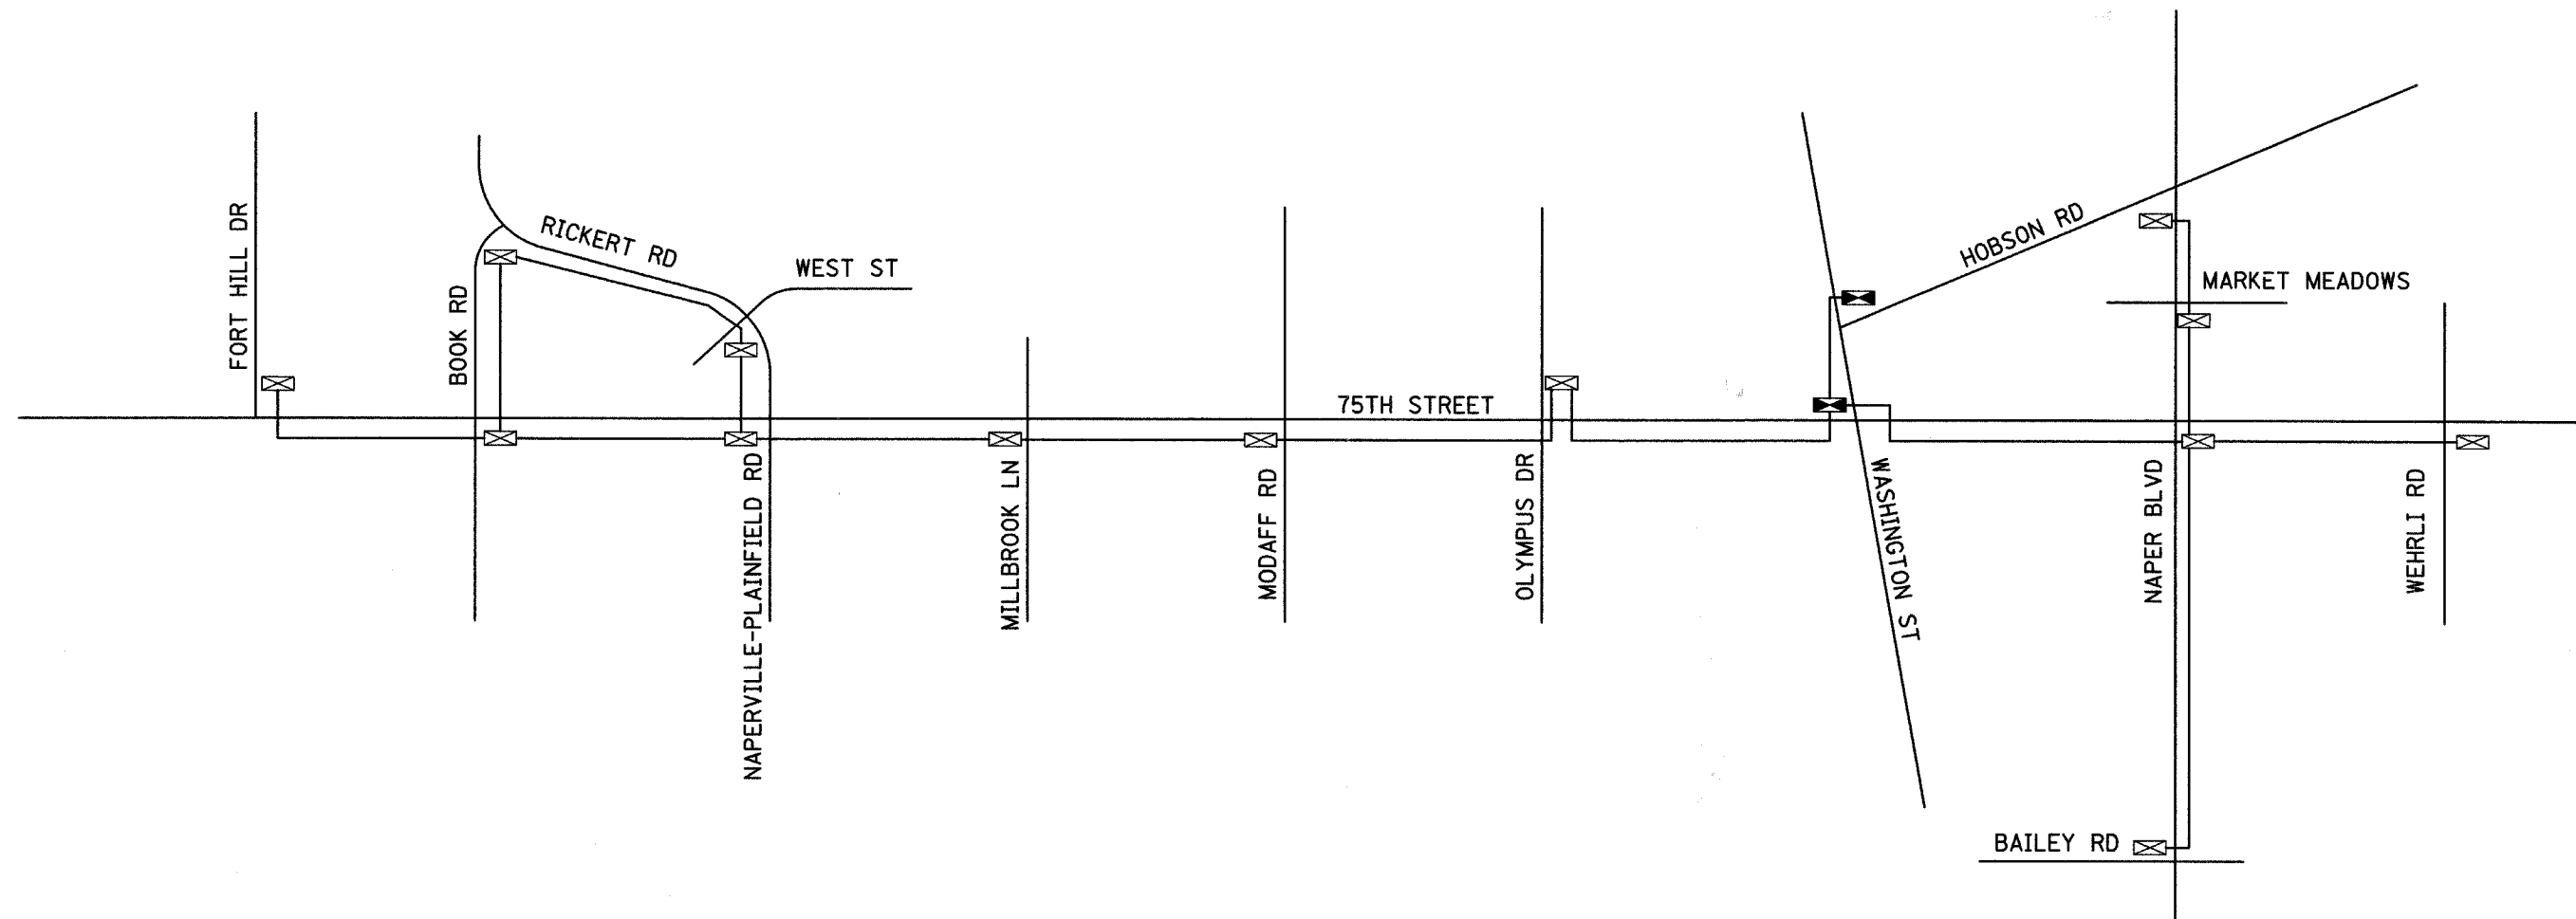 FORT HILL DR
BOOK RD
RICKERT RD
WEST ST
NAPERVILLE-PLAINFIELD RD
MILLBROOK LN
MODAFF RD
75TH STREET
OLYMPUS DR
WASHINGTON ST
HOBSON RD
MARKET MEADOWS
NAPER BLVD
WEHRLI RD
BAILEY RD